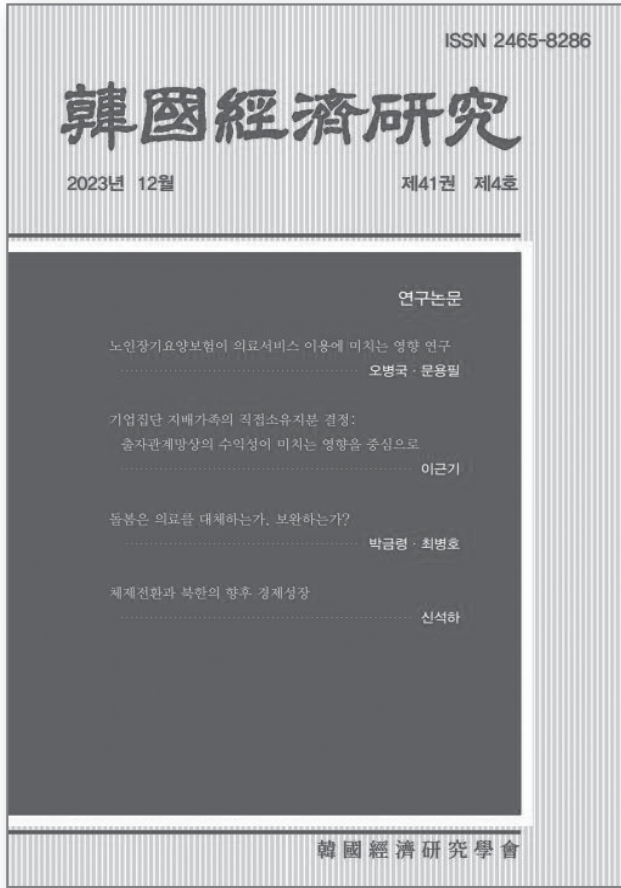 ISSN 2465-8286
韓國經濟研究
2023년 12월 제41권 제4호
연구논문
노인장기요양보험이 의료서비스 이용에 미치는 영향 연구
오병국·문용필
기업집단 지배가족의 직접소유지분 결정:
출자관계망상의 수익성이 미치는 영향을 중심으로
이근기
돌봄은 의료를 대체하는가, 보완하는가?
박금령·최병호
체제전환과 북한의 향후 경제성장
신석하
韓國經濟研究學會